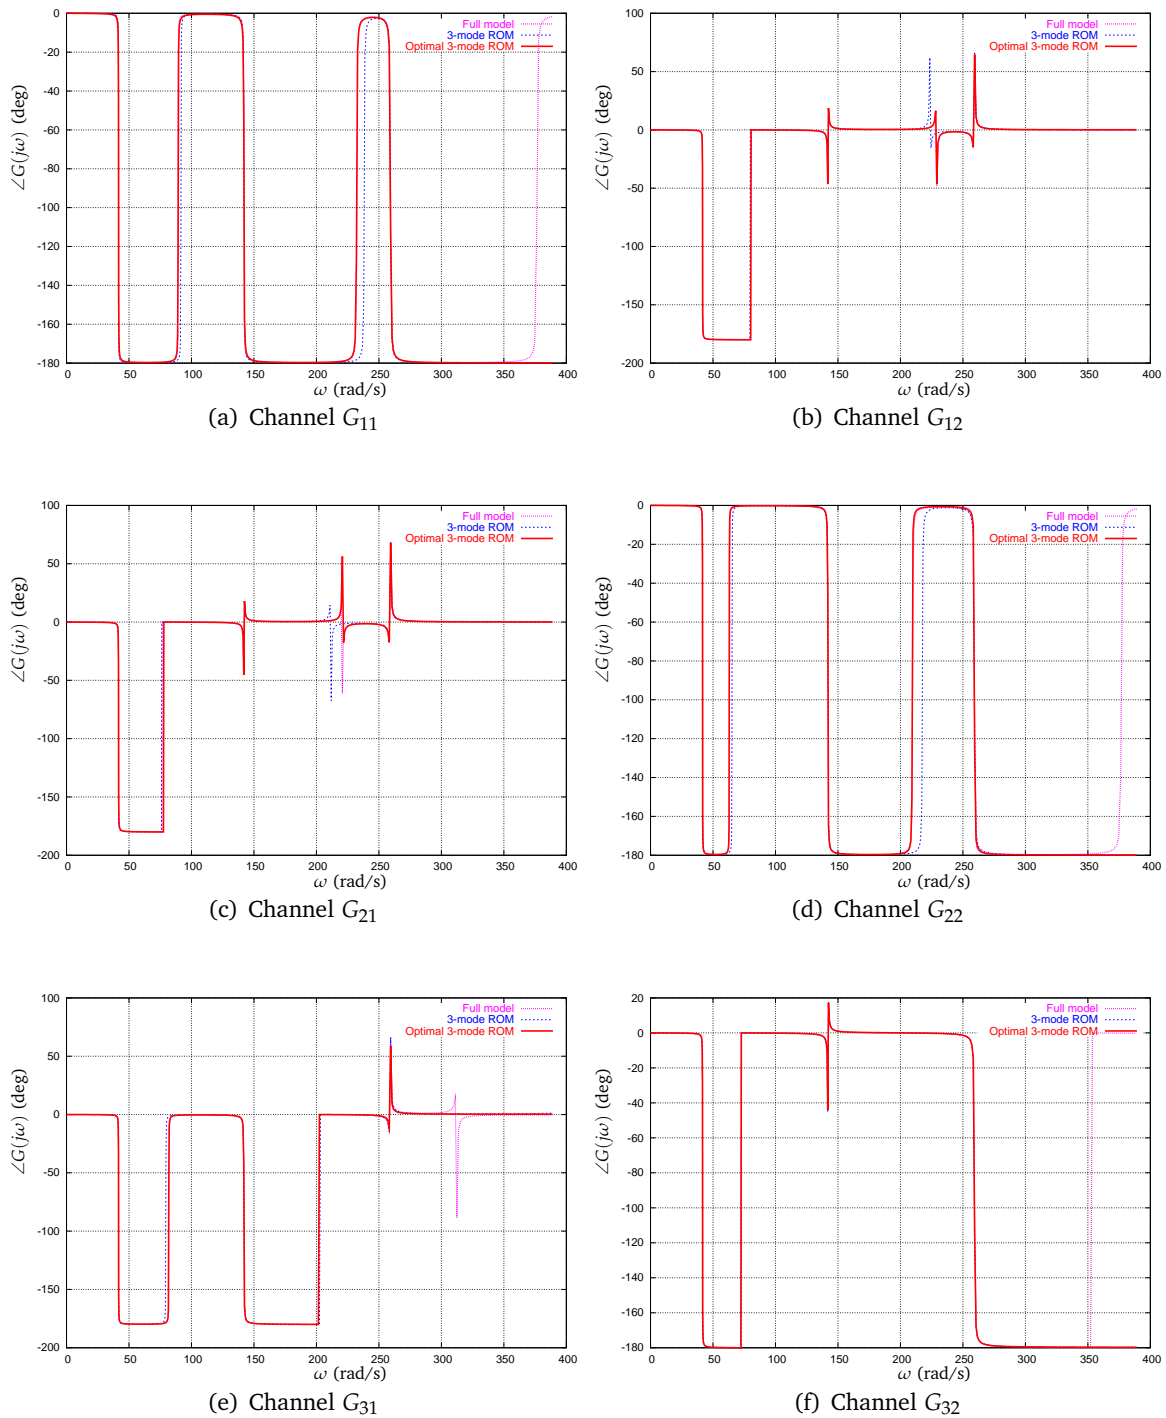 0
-20
-40
-60
-80
-100
-120
-140
-160
-180
0 50 100 150 200 250 300 350 400
∠G(jω) (deg)
ω (rad/s)
Full model
3-mode ROM
Optimal 3-mode ROM
(a) Channel G11
100
50
0
-50
-100
-150
-200
0 50 100 150 200 250 300 350 400
∠G(jω) (deg)
ω (rad/s)
Full model
3-mode ROM
Optimal 3-mode ROM
(b) Channel G12
100
50
0
-50
-100
-150
-200
0 50 100 150 200 250 300 350 400
∠G(jω) (deg)
ω (rad/s)
Full model
3-mode ROM
Optimal 3-mode ROM
(c) Channel G21
0
-20
-40
-60
-80
-100
-120
-140
-160
-180
0 50 100 150 200 250 300 350 400
∠G(jω) (deg)
ω (rad/s)
Full model
3-mode ROM
Optimal 3-mode ROM
(d) Channel G22
100
50
0
-50
-100
-150
-200
0 50 100 150 200 250 300 350 400
∠G(jω) (deg)
ω (rad/s)
Full model
3-mode ROM
Optimal 3-mode ROM
(e) Channel G31
20
0
-20
-40
-60
-80
-100
-120
-140
-160
-180
0 50 100 150 200 250 300 350 400
∠G(jω) (deg)
ω (rad/s)
Full model
3-mode ROM
Optimal 3-mode ROM
(f) Channel G32